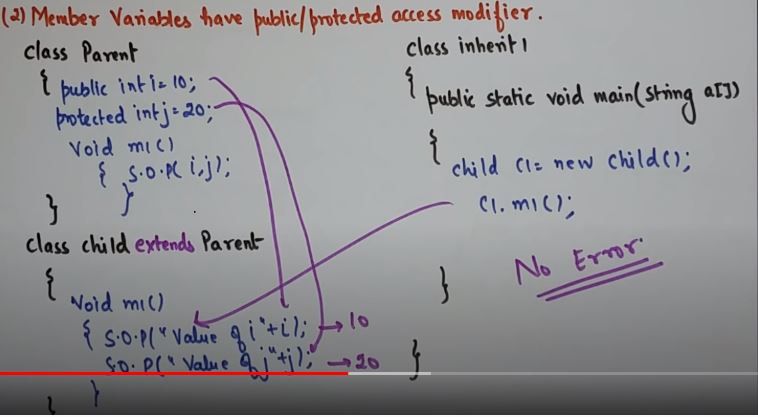 (2) Member Variables have public/protected access modifier.
class Parent
{ public int i = 10;
protected int j = 20;
Void m1()
{ S.O.P( i, j);
}
}
class child extends Parent
{
Void m1()
{ S.O.P(" Value of i"+i); → 10
S.O.P(" Value of j"+j); → 20
}
{
class inherit1
{
public static void main(String a[])
{
child C1 = new Child();
C1.m1();
}
}
No Error.